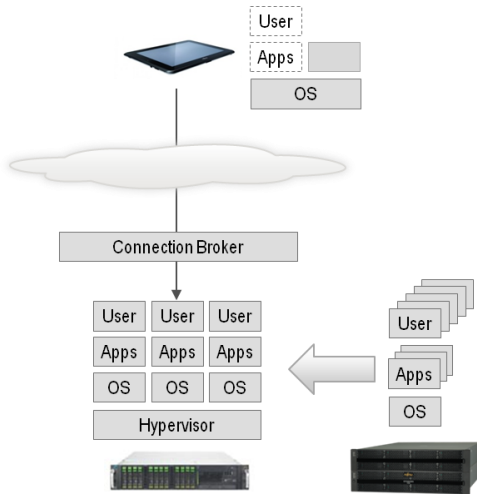 User
Apps
OS
Connection Broker
User User User
Apps Apps Apps
OS OS OS
Hypervisor
User
Apps
OS